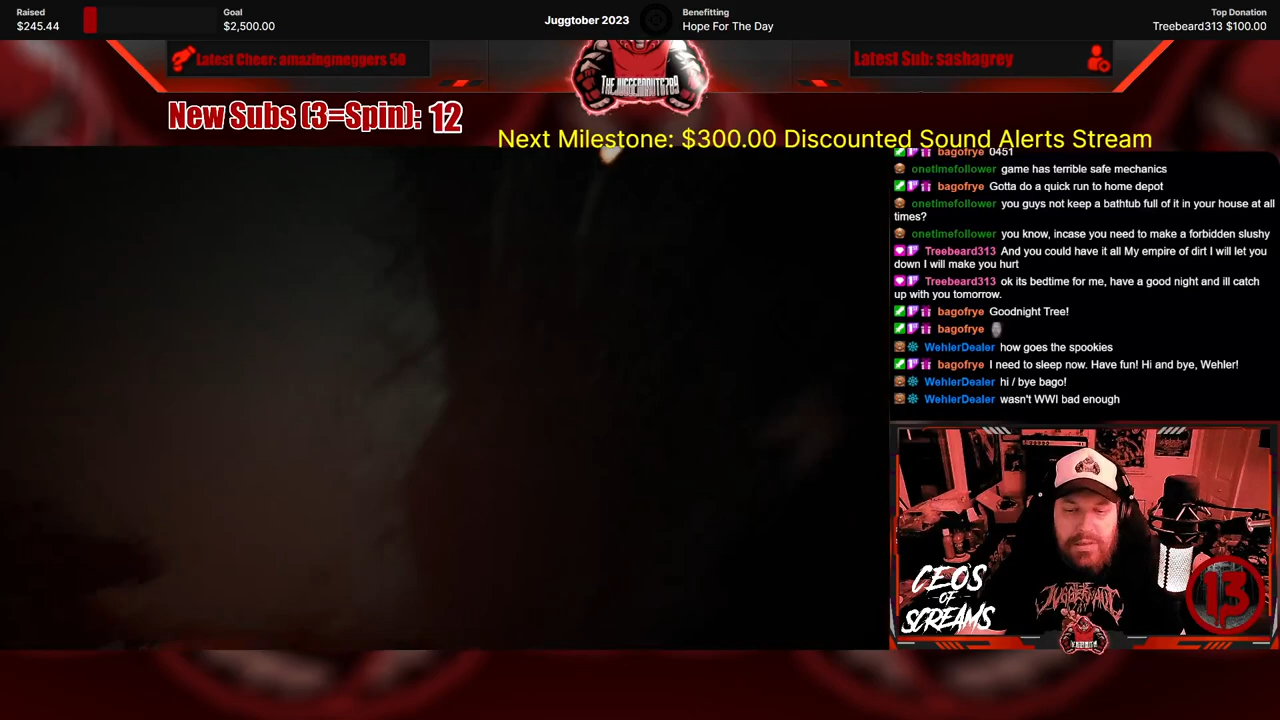 Raised
$245.44
Goal
$2,500.00
Juggtober 2023
Benefitting
Hope For The Day
Top Donation
Treebeard313 $100.00
Latest Cheer: amazingmeggers 50
THEJUGGERNAUT6789
Latest Sub: sashagrey
New Subs (3=Spin): 12
Next Milestone: $300.00 Discounted Sound Alerts Stream
bagofrye 0451
onetimefollower game has terrible safe mechanics
bagofrye Gotta do a quick run to home depot
onetimefollower you guys not keep a bathtub full of it in your house at all
times?
onetimefollower you know, incase you need to make a forbidden slushy
Treebeard313 And you could have it all My empire of dirt I will let you
down I will make you hurt
Treebeard313 ok its bedtime for me, have a good night and ill catch
up with you tomorrow.
bagofrye Goodnight Tree!
bagofrye
WehlerDealer how goes the spookies
bagofrye I need to sleep now. Have fun! Hi and bye, Wehler!
WehlerDealer hi / bye bago!
WehlerDealer wasn't WWI bad enough
CEOS
OF
SCREAMS
THE
JUGGERNAUT
13